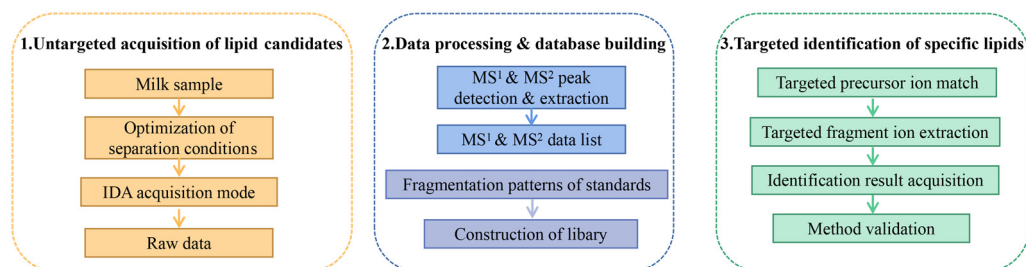 1.Untargeted acquisition of lipid candidates
Milk sample
Optimization of
separation conditions
IDA acquisition mode
Raw data
2.Data processing & database building
MS¹ & MS² peak
detection & extraction
MS¹ & MS² data list
Fragmentation patterns of standards
Construction of libary
3.Targeted identification of specific lipids
Targeted precursor ion match
Targeted fragment ion extraction
Identification result acquisition
Method validation